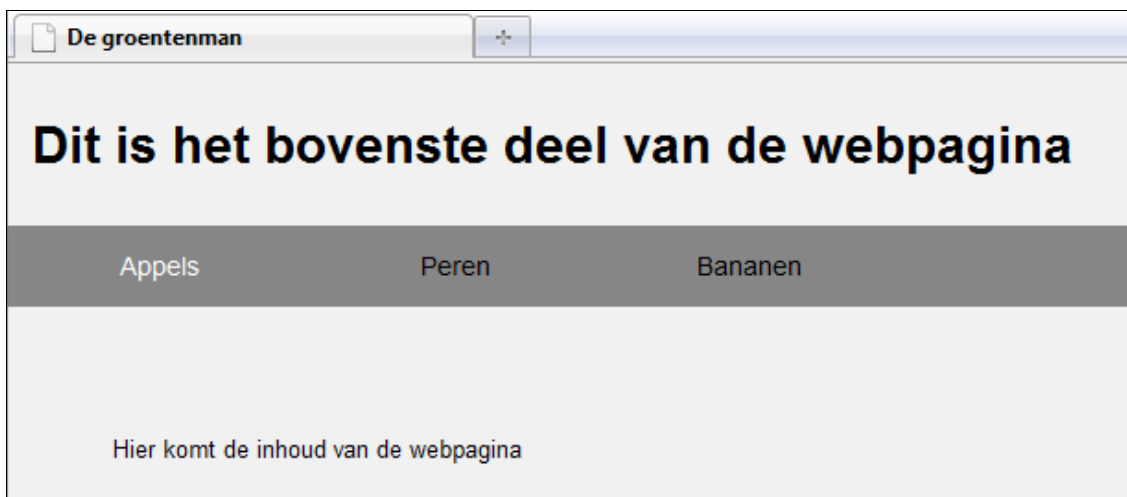 De groentenman
Dit is het bovenste deel van de webpagina
Appels Peren Bananen
Hier komt de inhoud van de webpagina